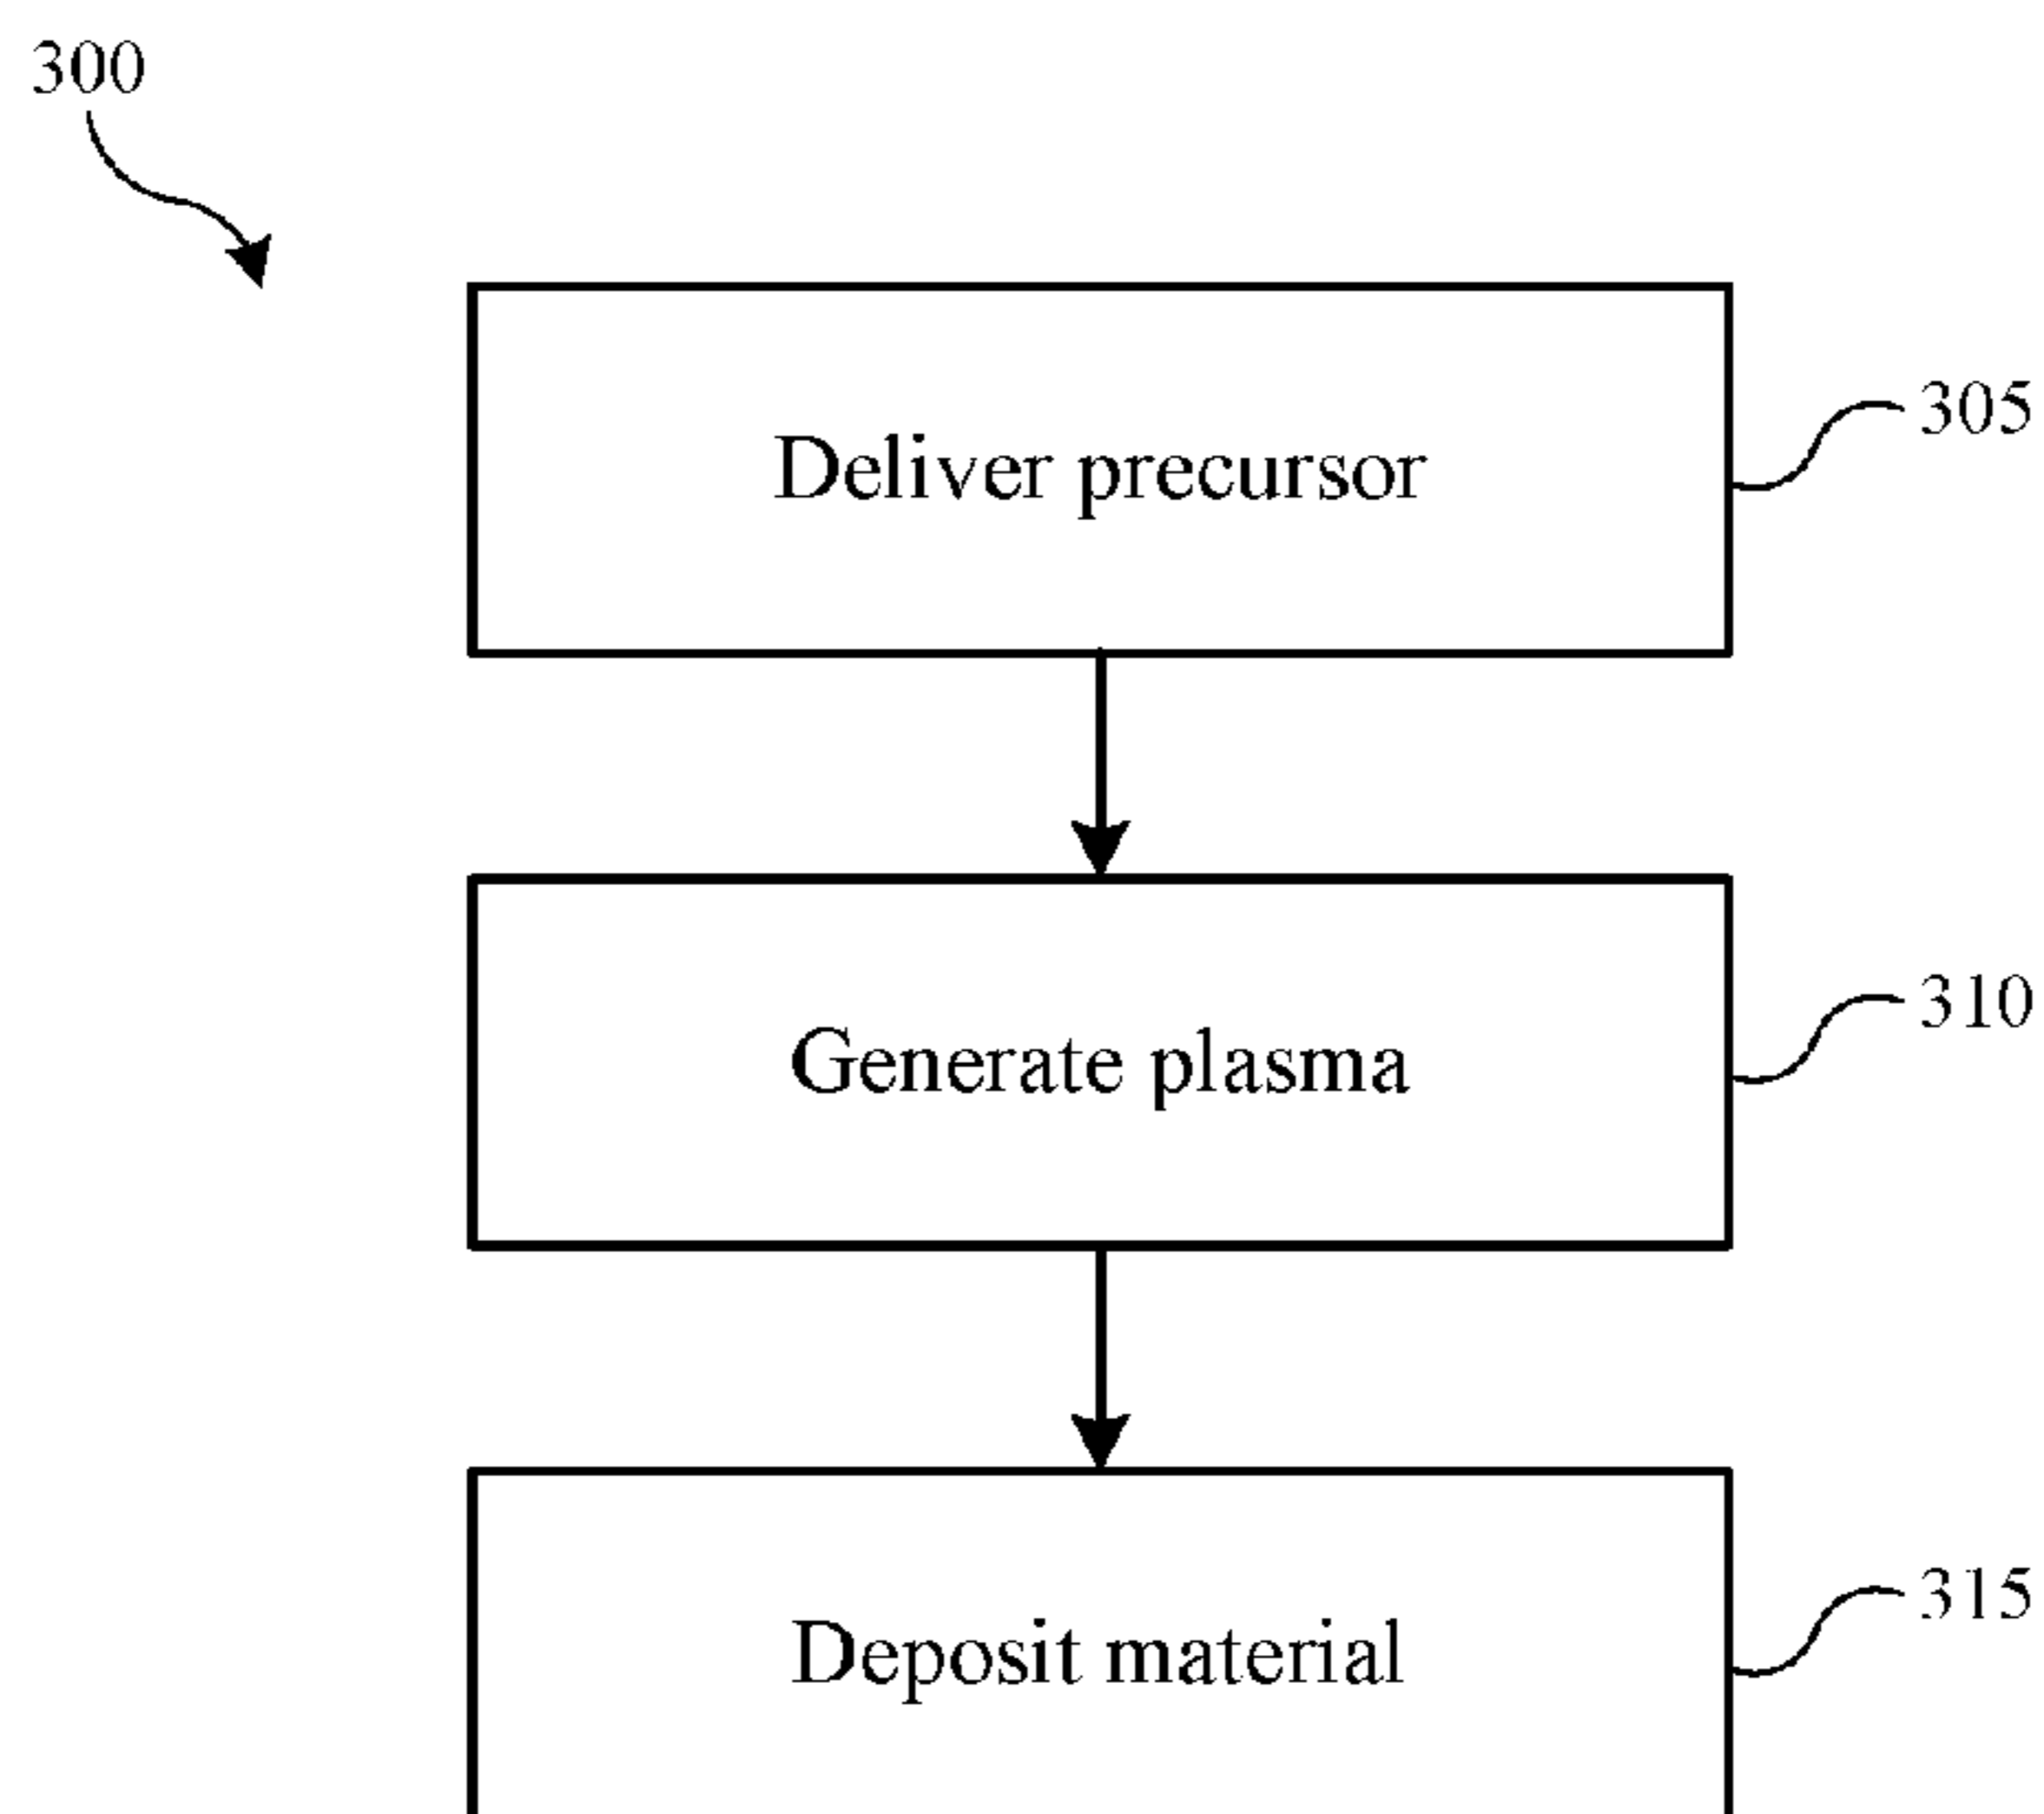 300
Deliver precursor
305
Generate plasma
310
Deposit material
315